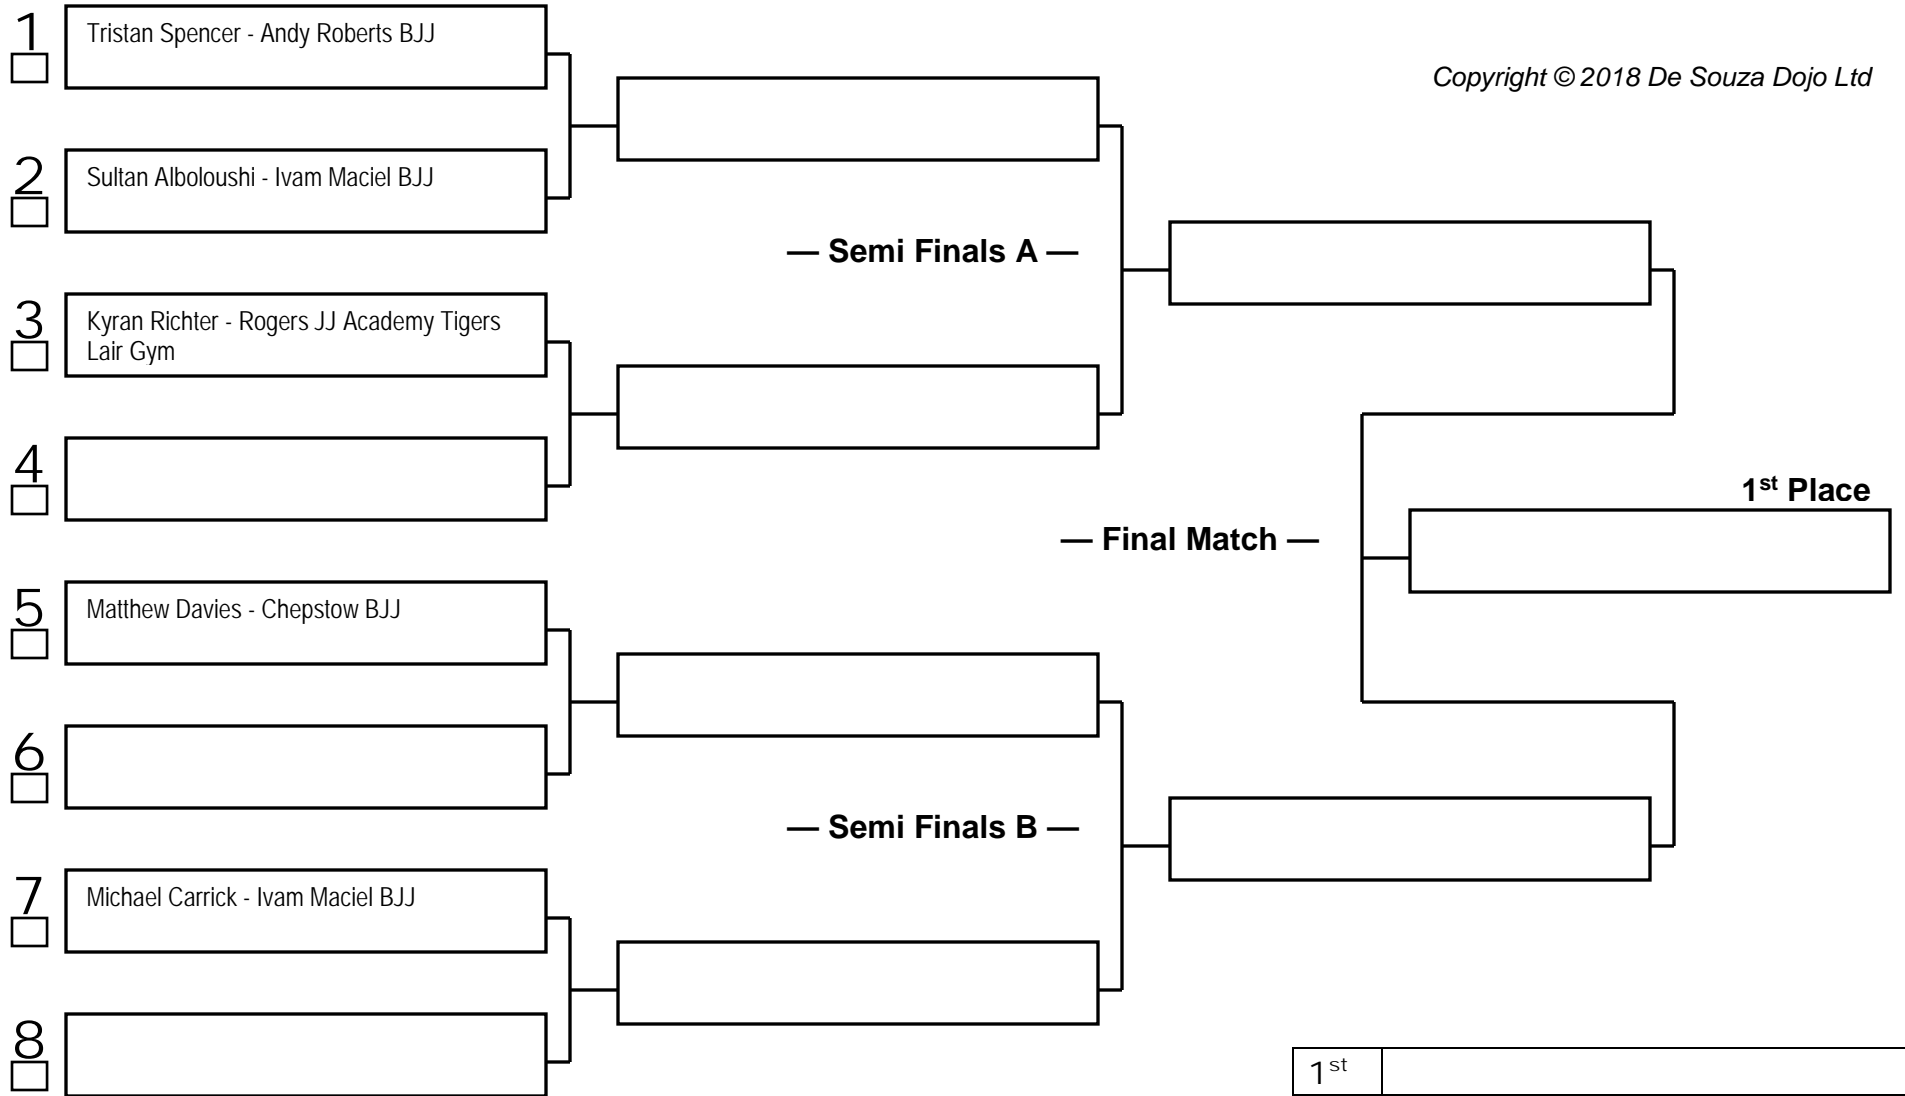 1
Tristan Spencer - Andy Roberts BJJ
Copyright © 2018 De Souza Dojo Ltd
2
Sultan Alboloushi - Ivam Maciel BJJ
— Semi Finals A —
3
Kyran Richter - Rogers JJ Academy Tigers
Lair Gym
4
1st Place
— Final Match —
5
Matthew Davies - Chepstow BJJ
6
— Semi Finals B —
7
Michael Carrick - Ivam Maciel BJJ
8
1st